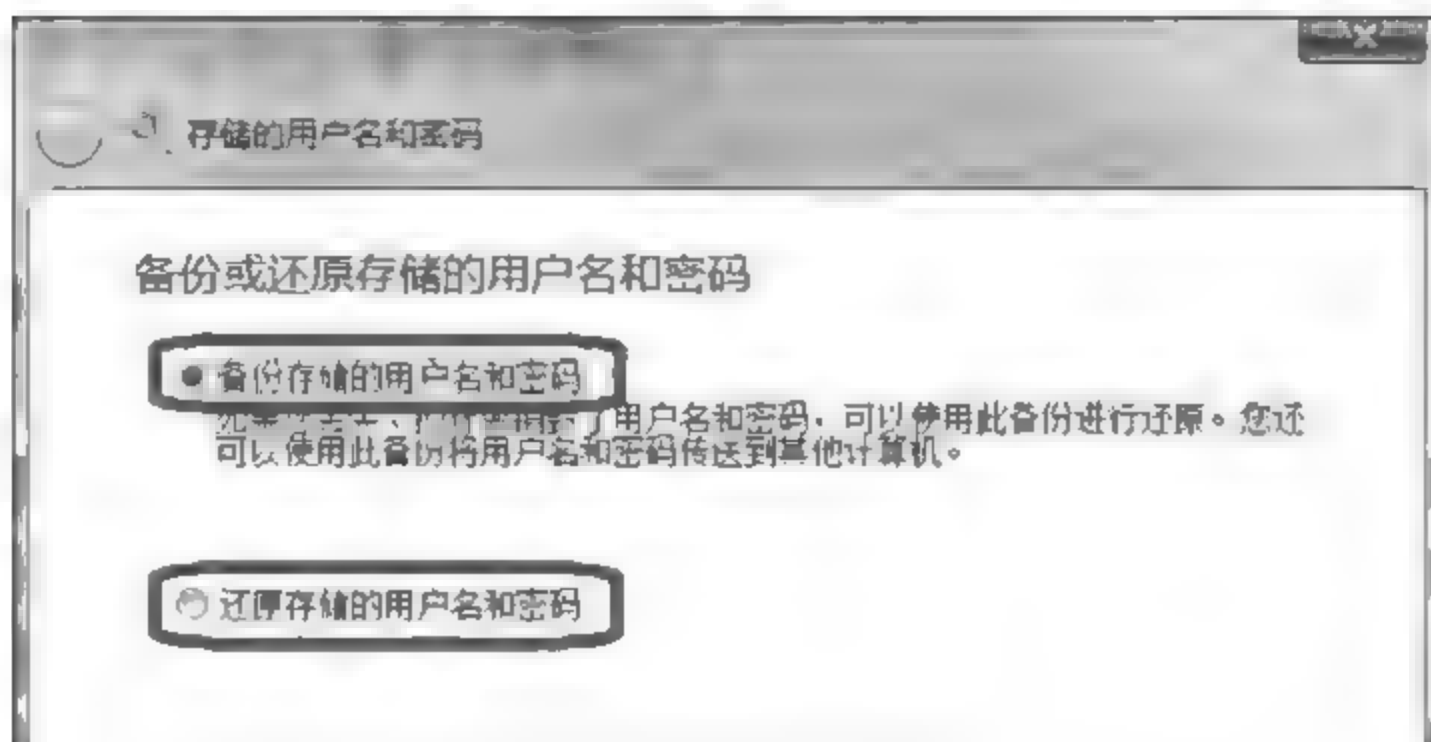 存储的用户名和密码
备份或还原存储的用户名和密码
备份存储的用户名和密码
了用户名和密码，可以使用此备份进行还原。您还
可以使用此备份将用户名和密码传送到其他计算机。
还原存储的用户名和密码